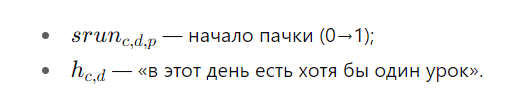 • srun_{c,d,p} — начало пачки (0→1);
• h_{c,d} — «в этот день есть хотя бы один урок».